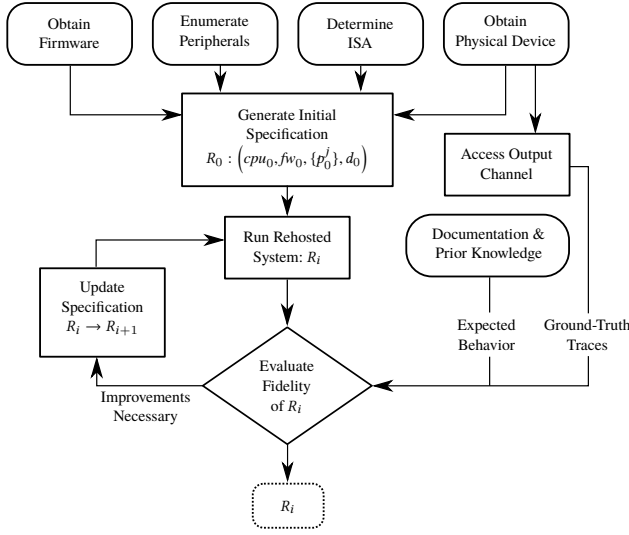 Obtain
Firmware
Enumerate
Peripherals
Determine
ISA
Obtain
Physical Device
Generate Initial
Specification
R₀ : (cpu₀, fw₀, {p₀ʲ}, d₀)
Access Output
Channel
Run Rehosted
System: Rᵢ
Documentation &
Prior Knowledge
Update
Specification
Rᵢ → Rᵢ₊₁
Expected
Behavior
Ground-Truth
Traces
Evaluate
Fidelity
of Rᵢ
Improvements
Necessary
Rᵢ